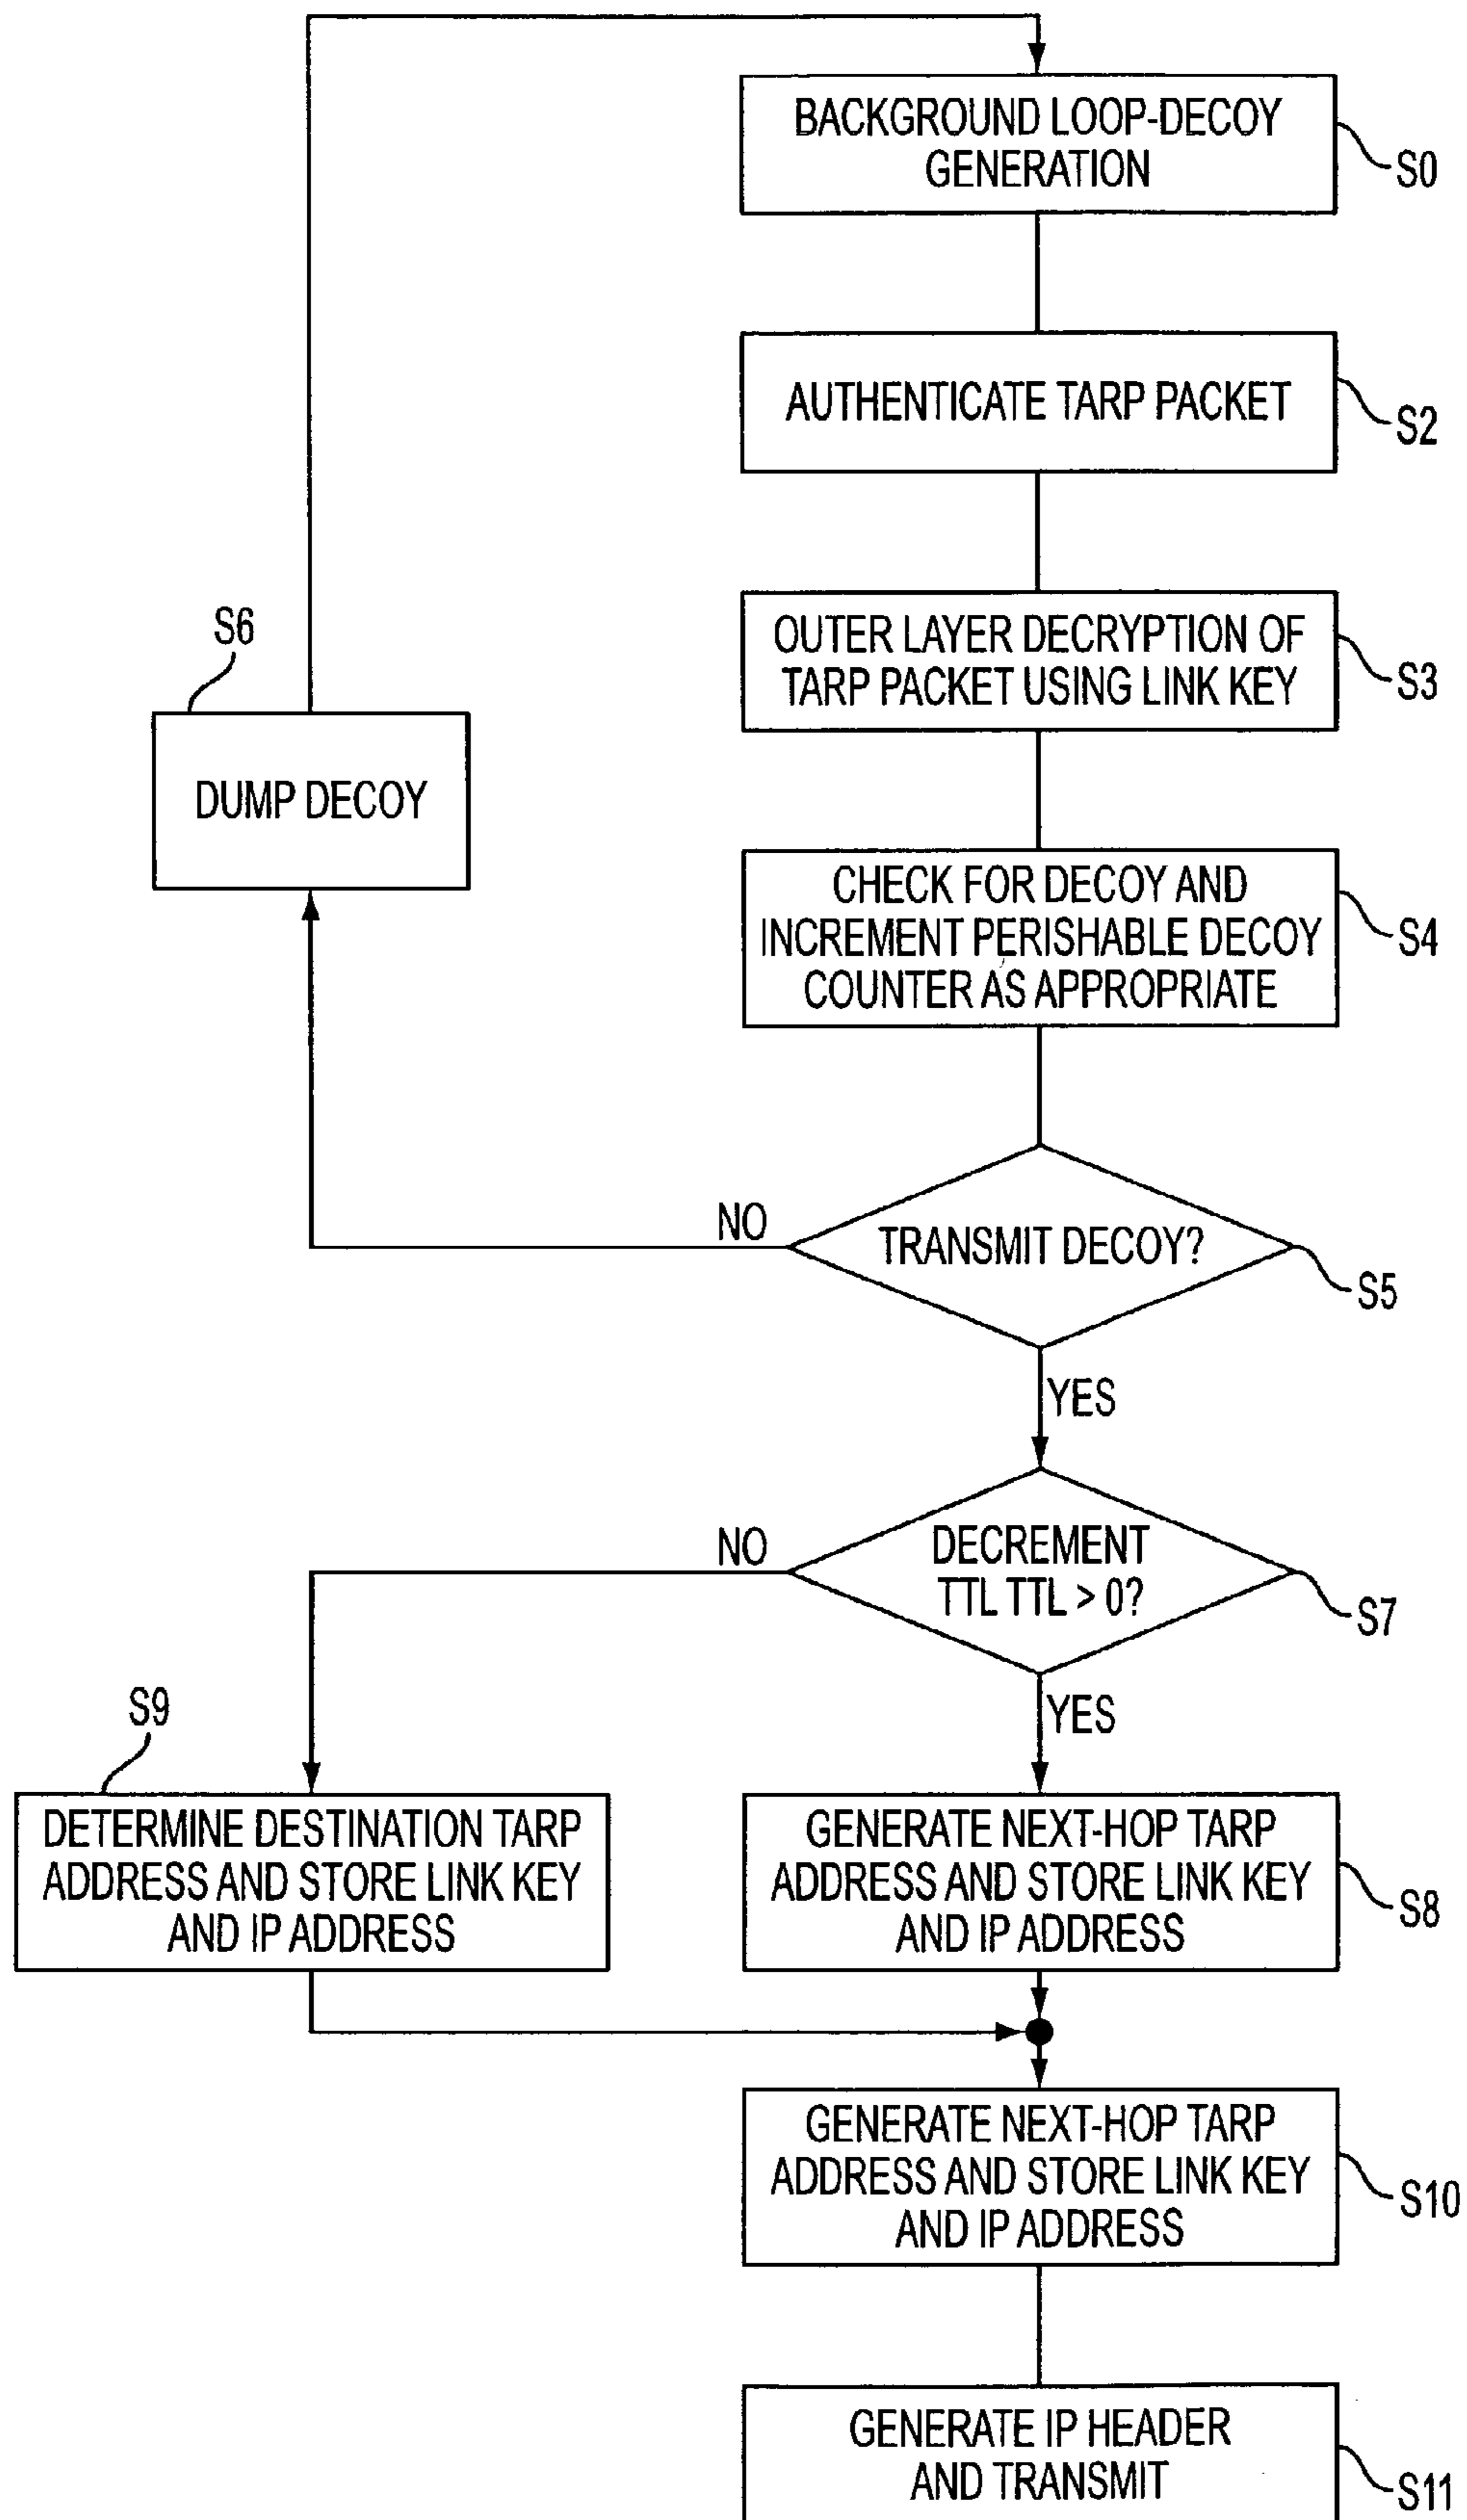 BACKGROUND LOOP-DECOY
GENERATION
S0
AUTHENTICATE TARP PACKET
S2
OUTER LAYER DECRYPTION OF
TARP PACKET USING LINK KEY
S3
S6
DUMP DECOY
CHECK FOR DECOY AND
INCREMENT PERISHABLE DECOY
COUNTER AS APPROPRIATE
S4
NO
TRANSMIT DECOY?
S5
YES
NO
DECREMENT
TTL TTL > 0?
S7
YES
S9
DETERMINE DESTINATION TARP
ADDRESS AND STORE LINK KEY
AND IP ADDRESS
GENERATE NEXT-HOP TARP
ADDRESS AND STORE LINK KEY
AND IP ADDRESS
S8
GENERATE NEXT-HOP TARP
ADDRESS AND STORE LINK KEY
AND IP ADDRESS
S10
GENERATE IP HEADER
AND TRANSMIT
S11